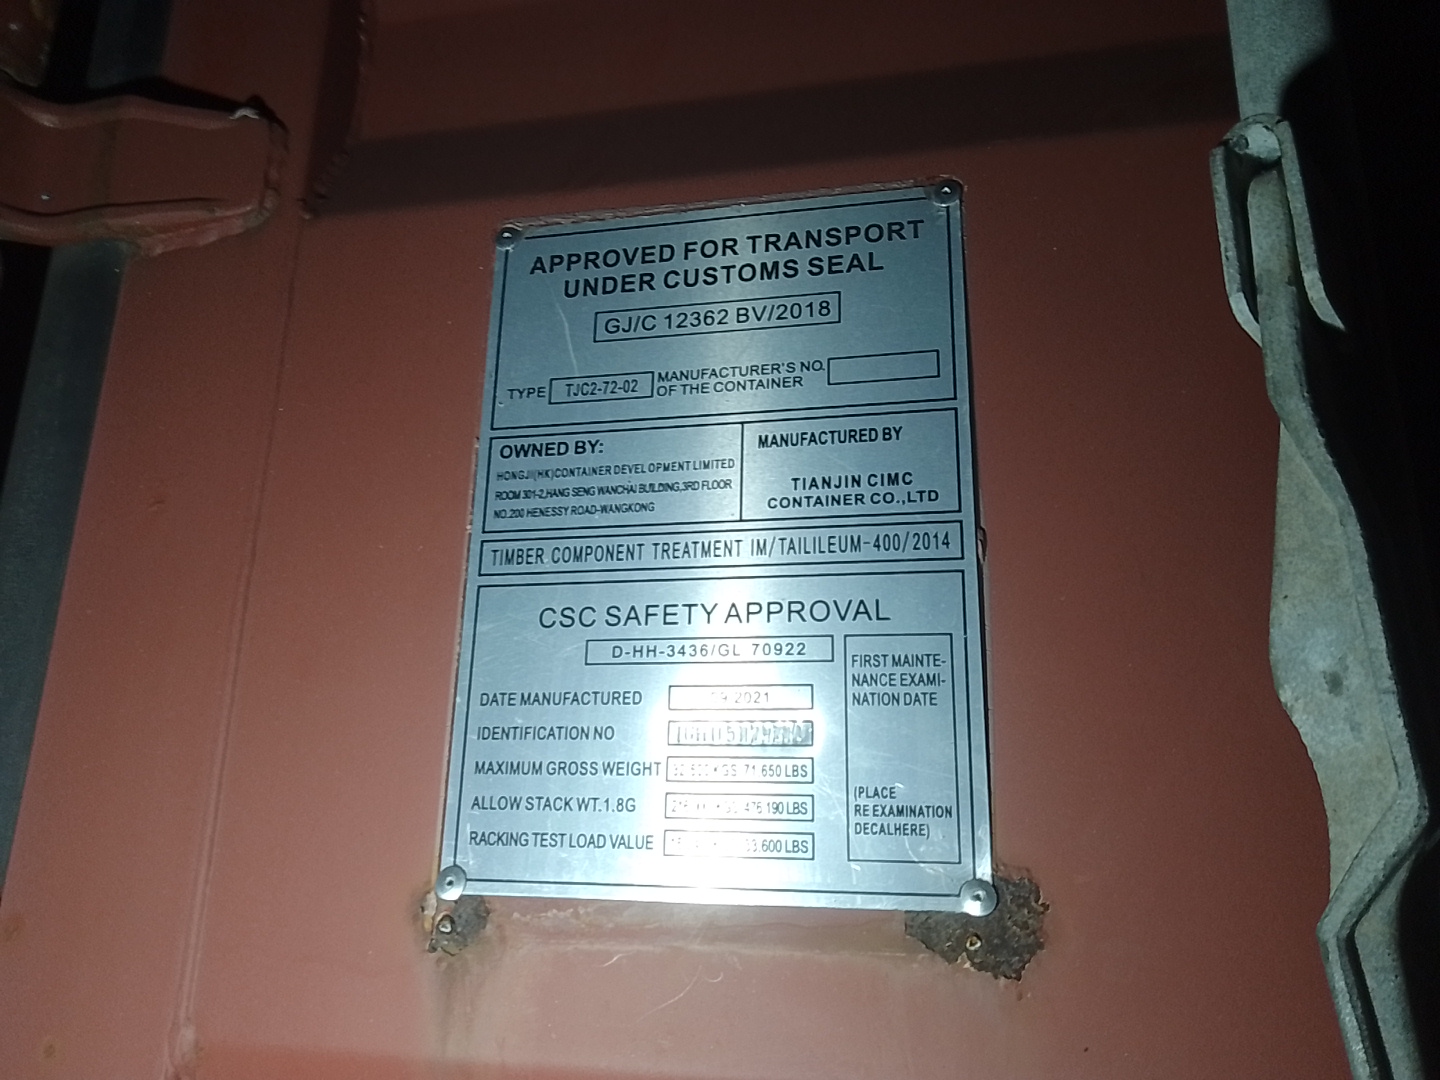 APPROVED FOR TRANSPORT
UNDER CUSTOMS SEAL
GJ/C 12362 BV/2018
TYPE TJC2-72-02 MANUFACTURER'S NO.
OF THE CONTAINER
OWNED BY:
HONGJI(HK)CONTAINER DEVELOPMENT LIMITED
ROOM 301-2,HANG SENG WANCHAI BUILDING,3RD FLOOR
NO.200 HENESSY ROAD-WANGKONG
MANUFACTURED BY
TIANJIN CIMC
CONTAINER CO.,LTD
TIMBER COMPONENT TREATMENT IM/TAILILEUM-400/2014
CSC SAFETY APPROVAL
D-HH-3436/GL 70922
DATE MANUFACTURED 09 2021
IDENTIFICATION NO
MAXIMUM GROSS WEIGHT KGS 71.650 LBS
ALLOW STACK WT.1.8G 476.190 LBS
RACKING TEST LOAD VALUE LBS
FIRST MAINTE-
NANCE EXAMI-
NATION DATE
(PLACE
RE EXAMINATION
DECALHERE)